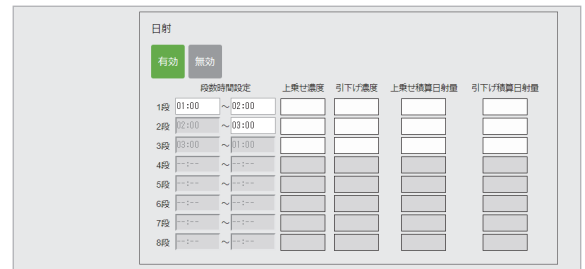 日射
有効 無効
段数時間設定 上乗せ濃度 引下げ濃度 上乗せ積算日射量 引下げ積算日射量
1段 01:00 ～ 02:00
2段 02:00 ～ 03:00
3段 03:00 ～ 01:00
4段 --:-- ～ --:--
5段 --:-- ～ --:--
6段 --:-- ～ --:--
7段 --:-- ～ --:--
8段 --:-- ～ --:--